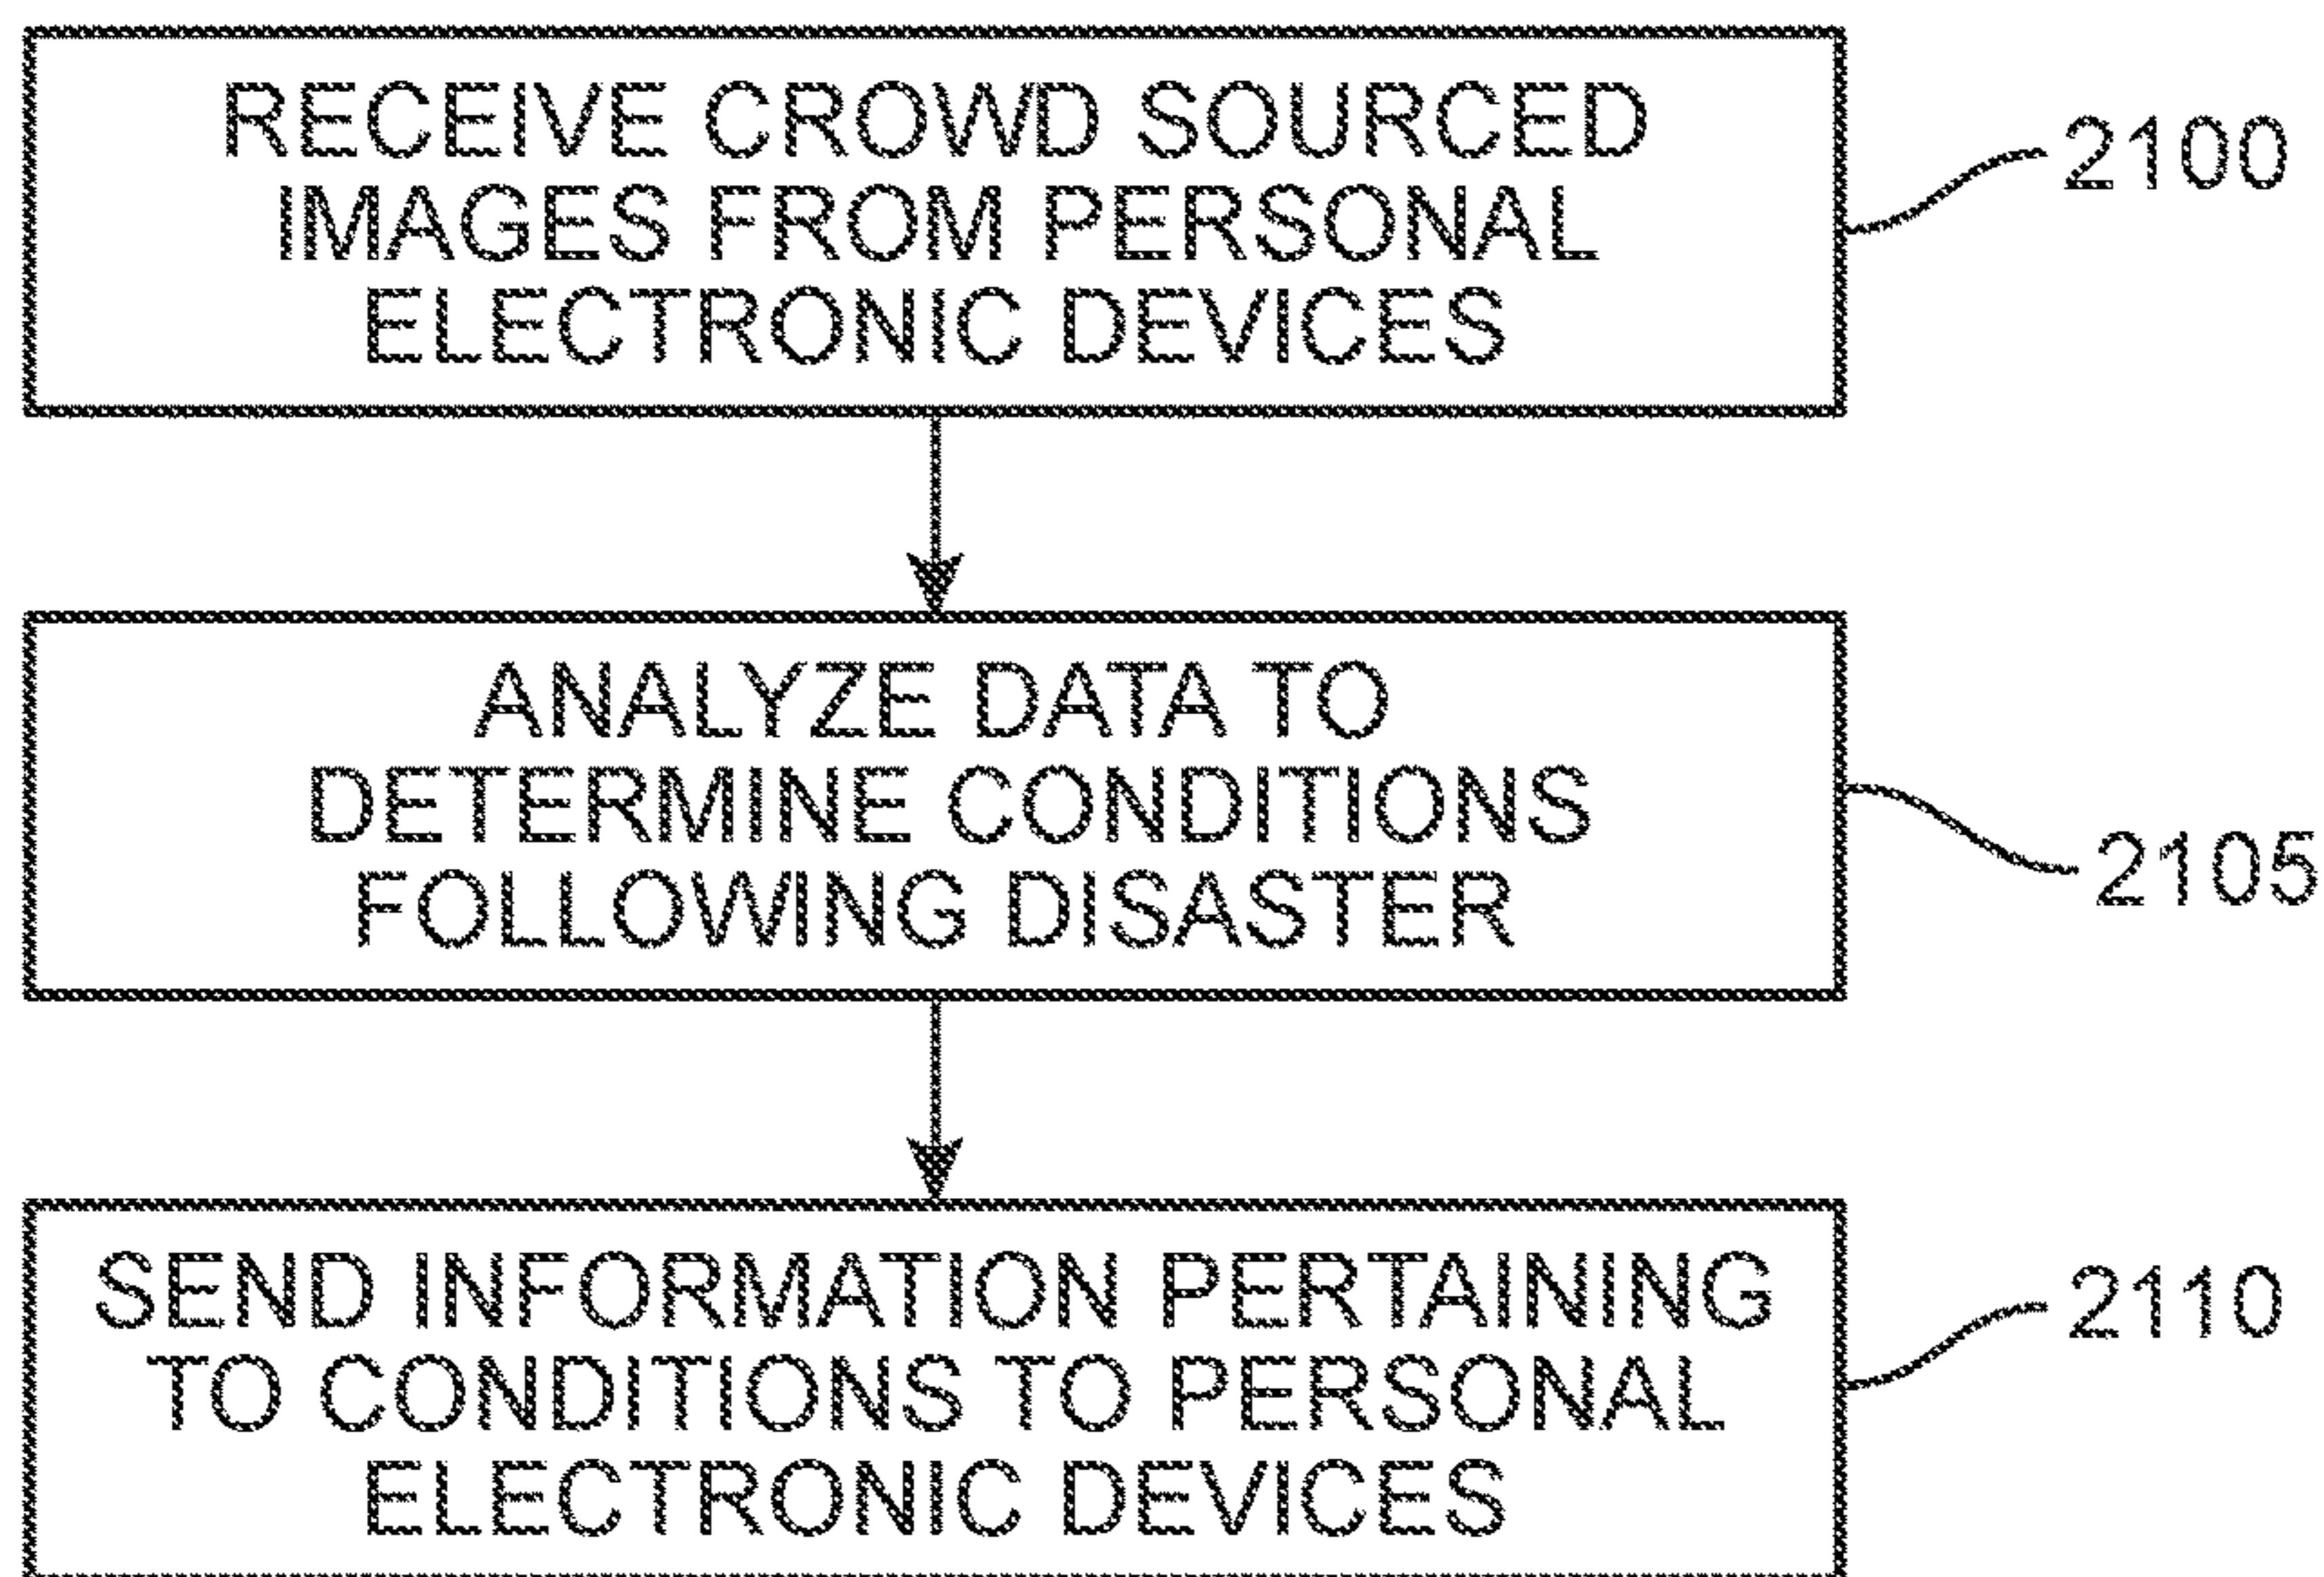 RECEIVE CROWD SOURCED
IMAGES FROM PERSONAL
ELECTRONIC DEVICES
2100
ANALYZE DATA TO
DETERMINE CONDITIONS
FOLLOWING DISASTER
2105
SEND INFORMATION PERTAINING
TO CONDITIONS TO PERSONAL
ELECTRONIC DEVICES
2110